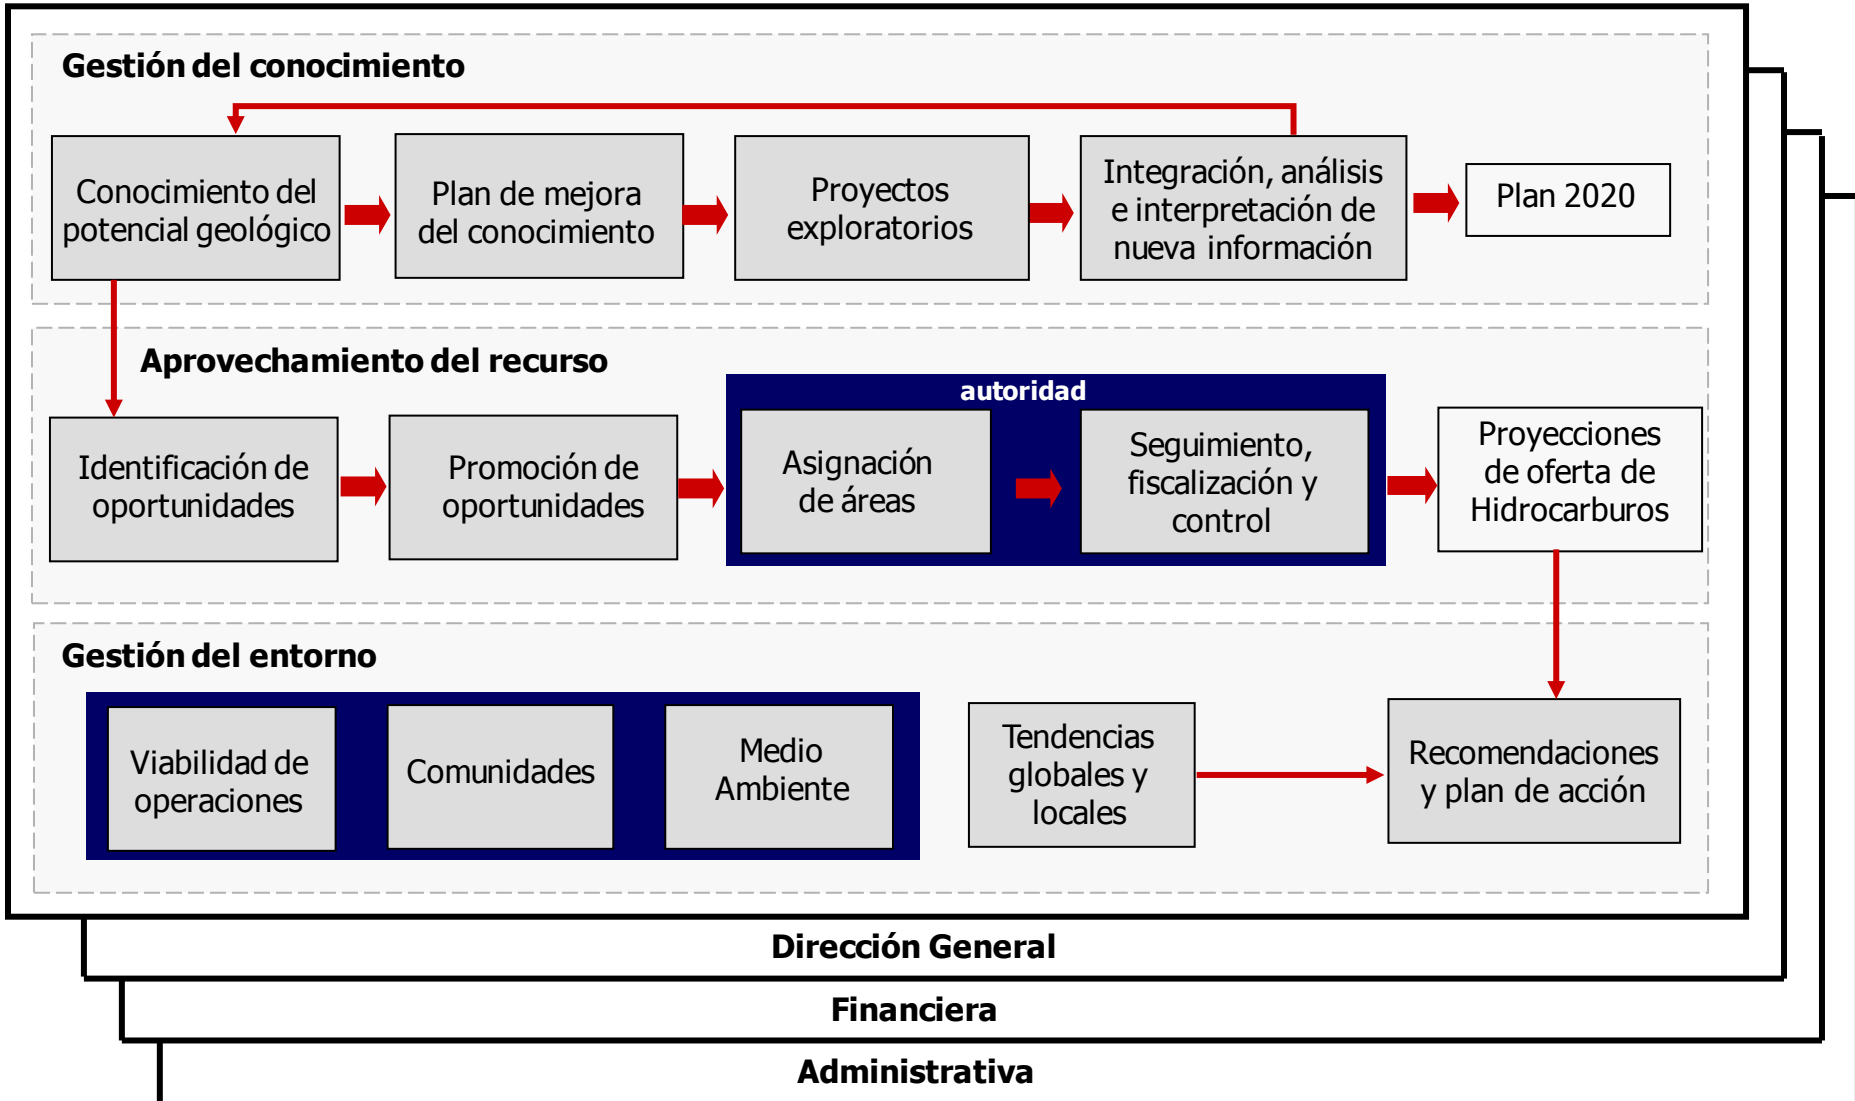 Gestión del conocimiento
Conocimiento del
potencial geológico
Plan de mejora
del conocimiento
Proyectos
exploratorios
Integración, análisis
e interpretación de
nueva información
Plan 2020
Aprovechamiento del recurso
Identificación de
oportunidades
Promoción de
oportunidades
autoridad
Asignación
de áreas
Seguimiento,
fiscalización y
control
Proyecciones
de oferta de
Hidrocarburos
Gestión del entorno
Viabilidad de
operaciones
Comunidades
Medio
Ambiente
Tendencias
globales y
locales
Recomendaciones
y plan de acción
Dirección General
Financiera
Administrativa